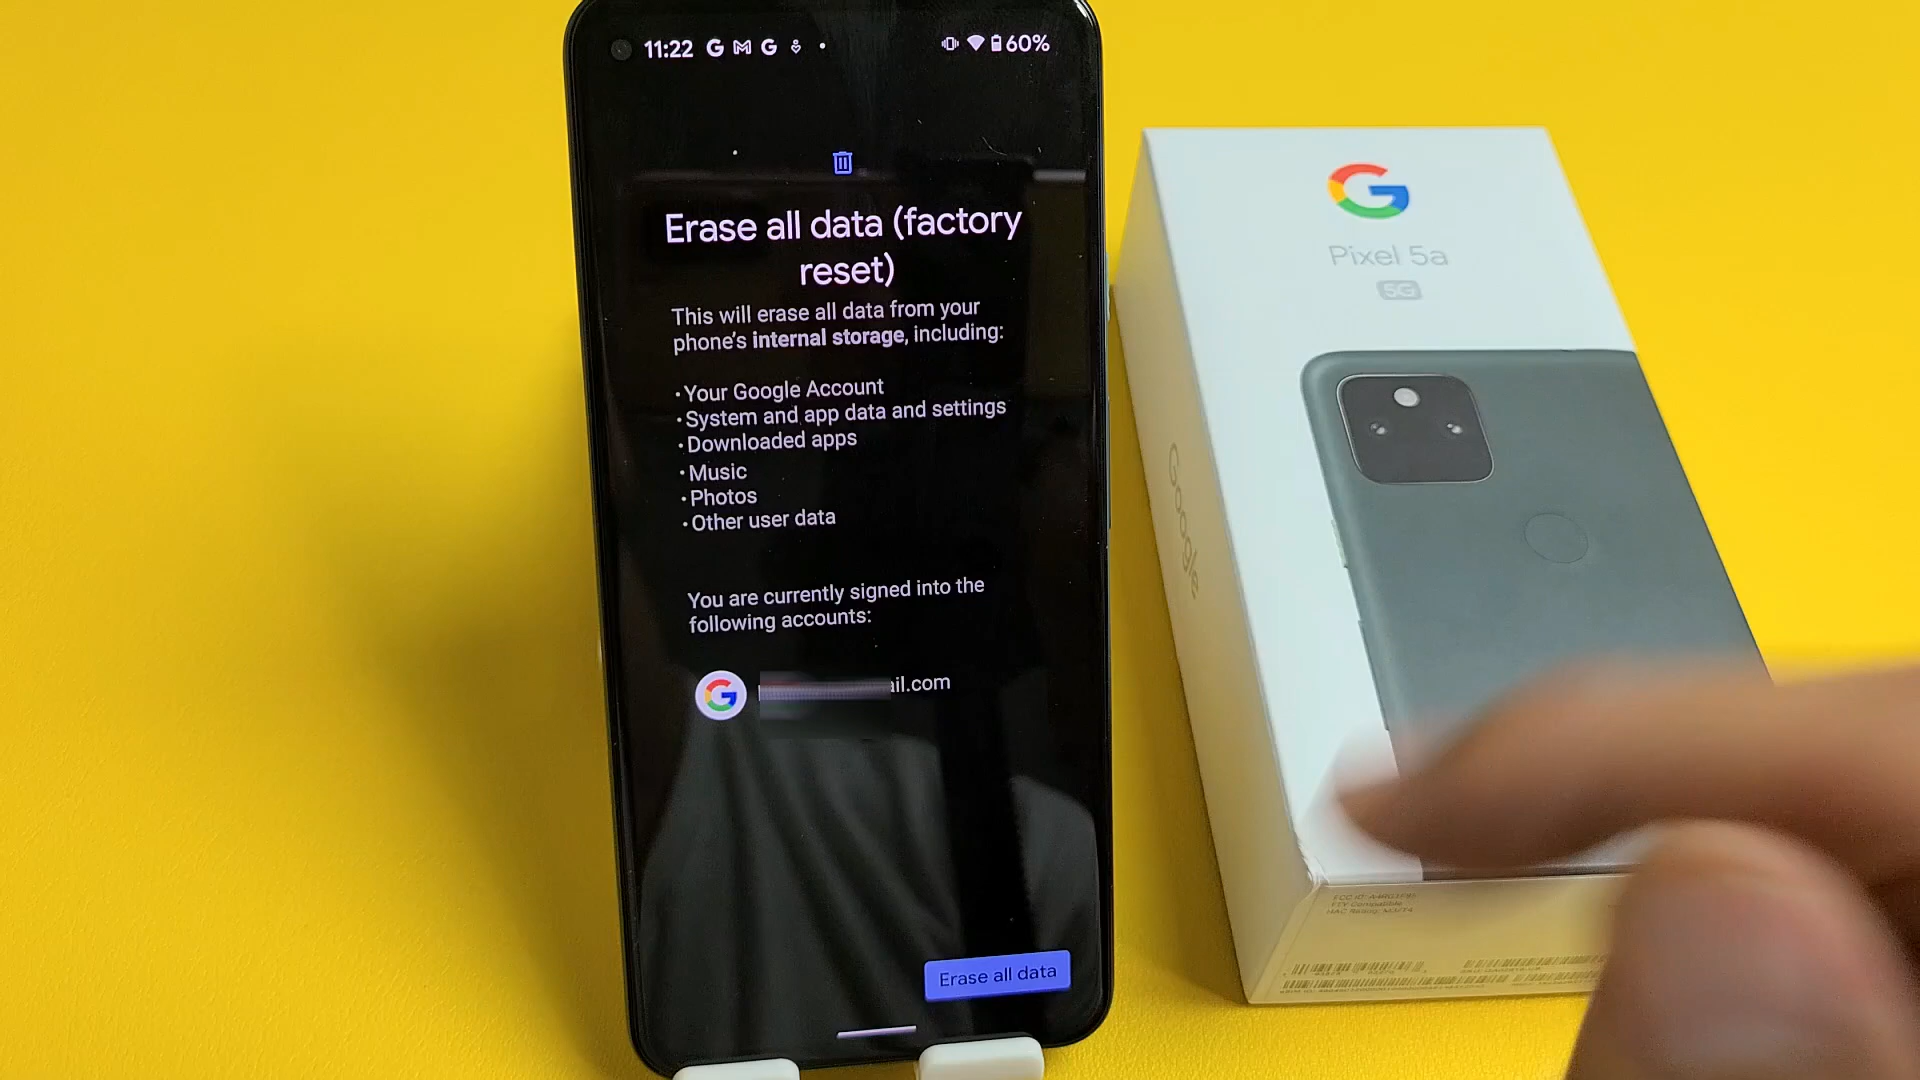 11:22
60%
Erase all data (factory
reset)
This will erase all data from your
phone's internal storage, including:
• Your Google Account
• System and app data and settings
• Downloaded apps
• Music
• Photos
• Other user data
You are currently signed into the
following accounts:
ail.com
Erase all data
Pixel 5a
5G
Google